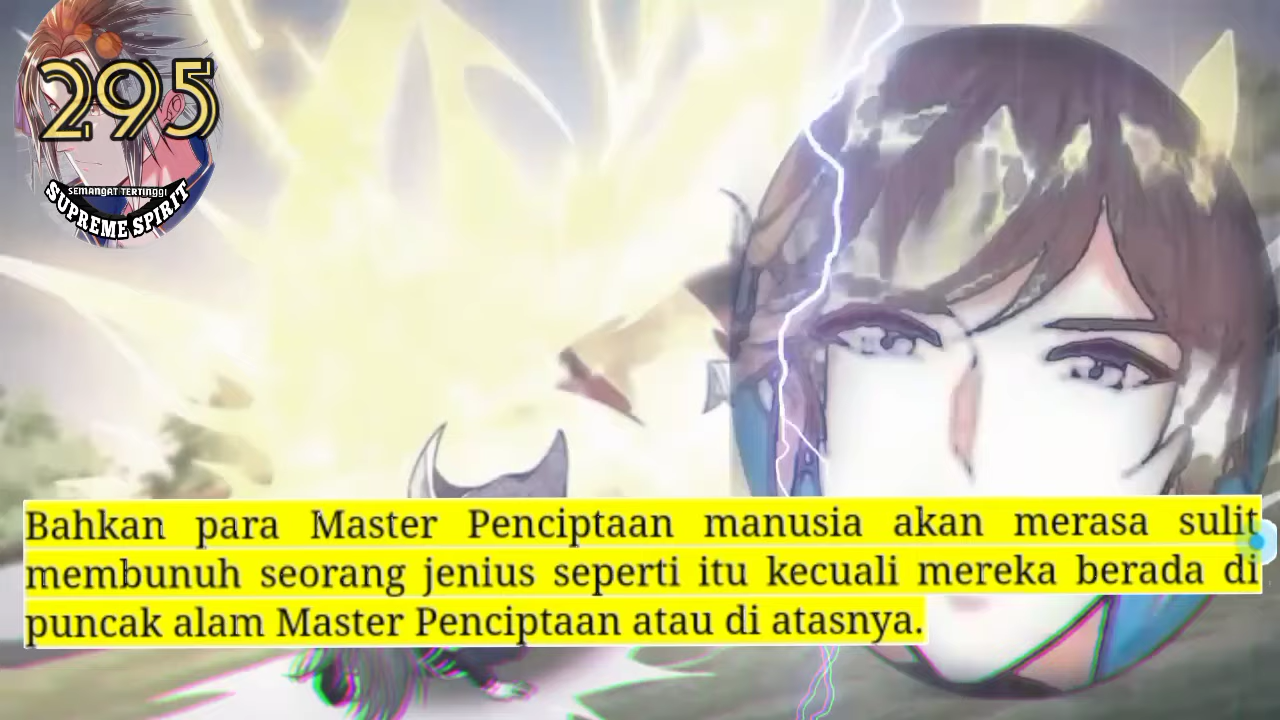 295
SEMANGAT TERTINGGI
SUPREME SPIRIT
Bahkan para Master Penciptaan manusia akan merasa sulit
membunuh seorang jenius seperti itu kecuali mereka berada di
puncak alam Master Penciptaan atau di atasnya.